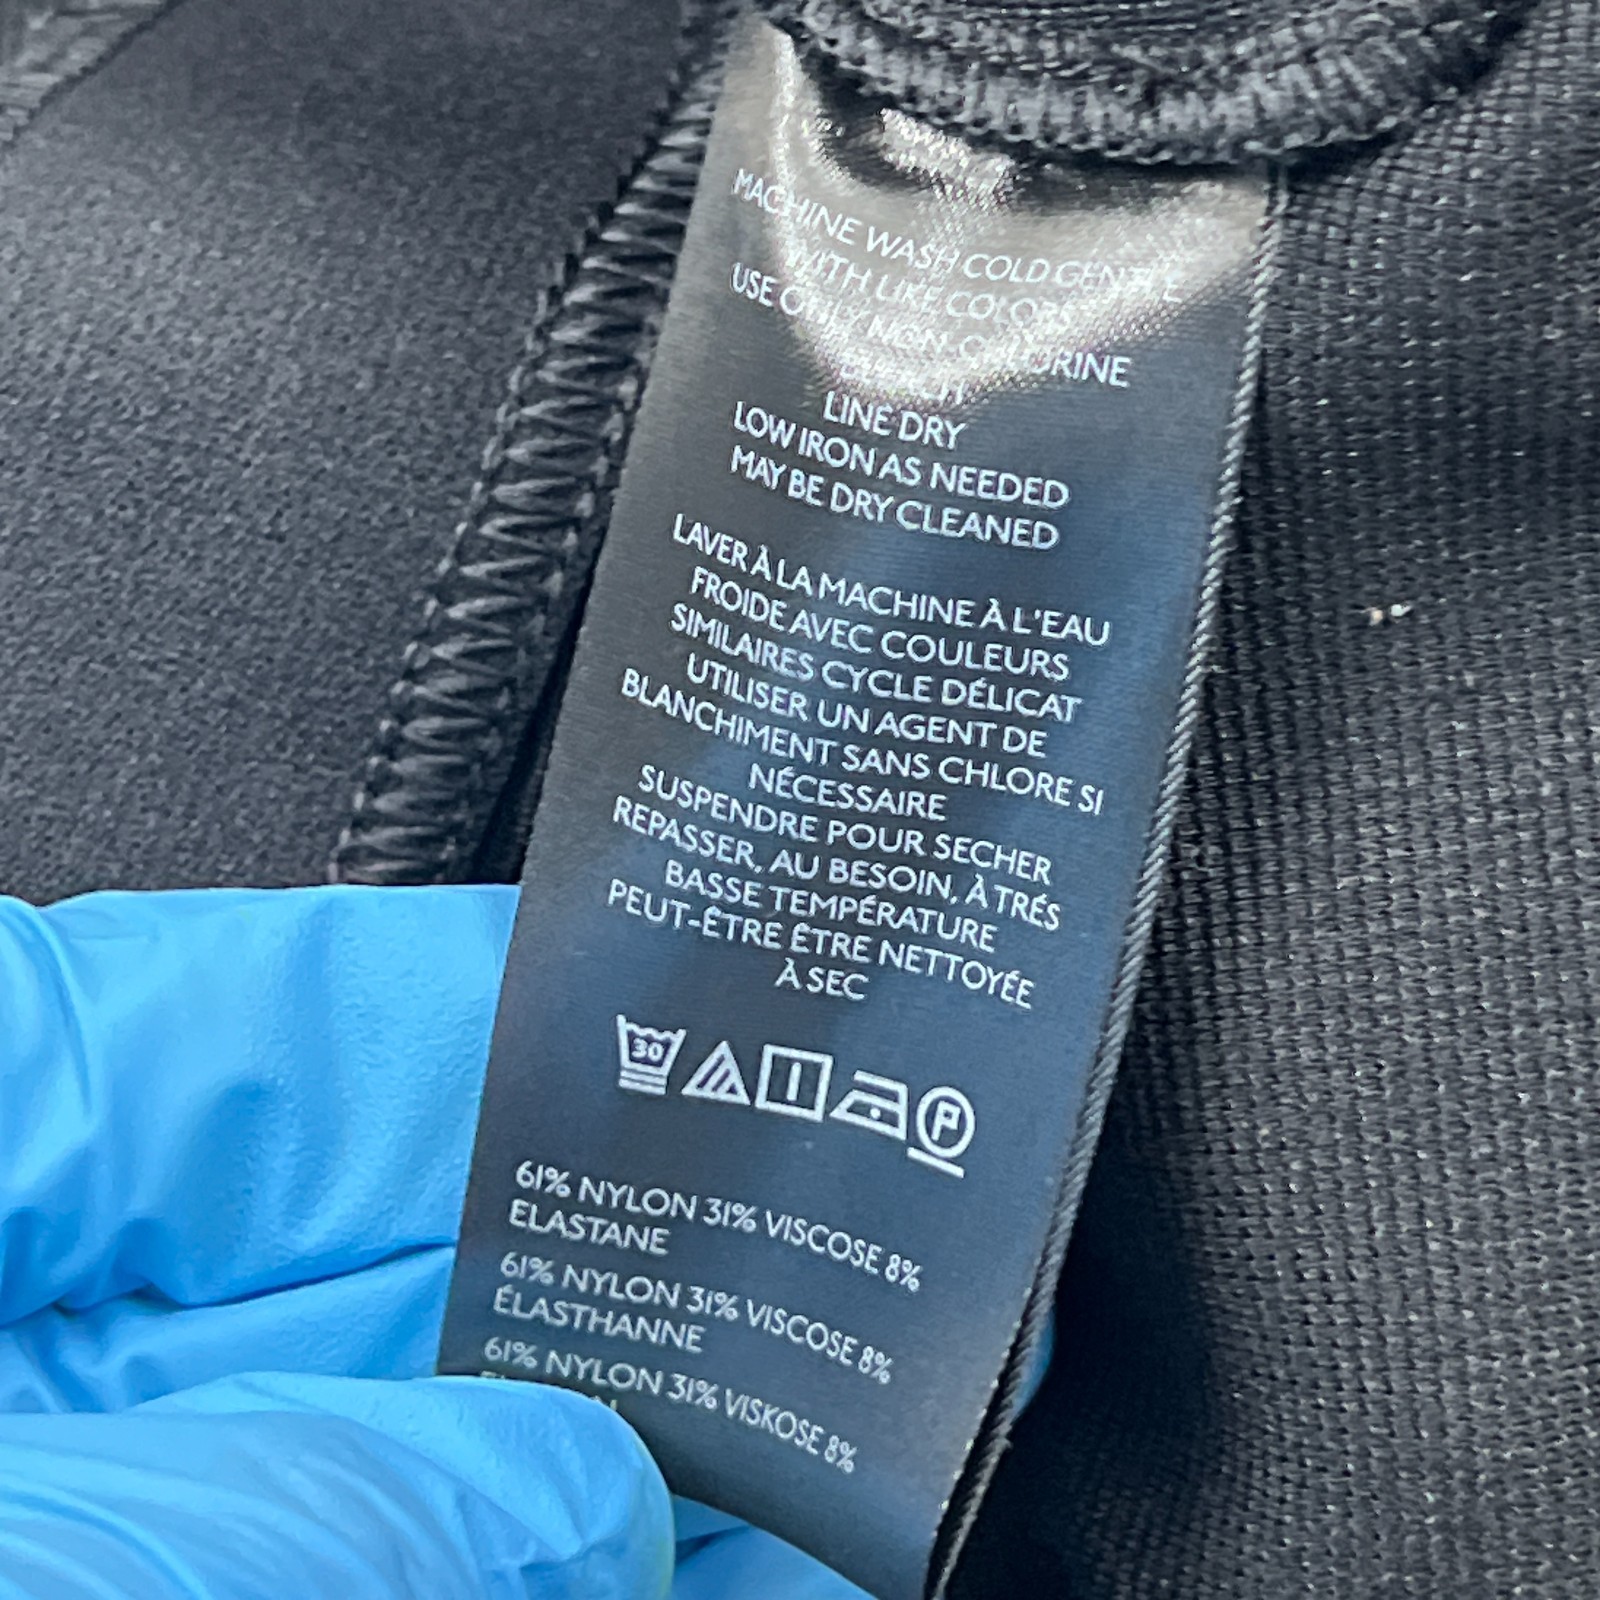 MACHINE WASH COLD GENTLE
WITH LIKE COLORS
USE ONLY NON-CHLORINE
BLEACH
LINE DRY
LOW IRON AS NEEDED
MAY BE DRY CLEANED
LAVER À LA MACHINE À L'EAU
FROIDE AVEC COULEURS
SIMILAIRES CYCLE DÉLICAT
UTILISER UN AGENT DE
BLANCHIMENT SANS CHLORE SI
NÉCESSAIRE
SUSPENDRE POUR SECHER
REPASSER, AU BESOIN, À TRÉS
BASSE TEMPÉRATURE
PEUT-ÊTRE ÊTRE NETTOYÉE
À SEC
30 P
61% NYLON 31% VISCOSE 8%
ELASTANE
61% NYLON 31% VISCOSE 8%
ÉLASTHANNE
61% NYLON 31% VISKOSE 8%